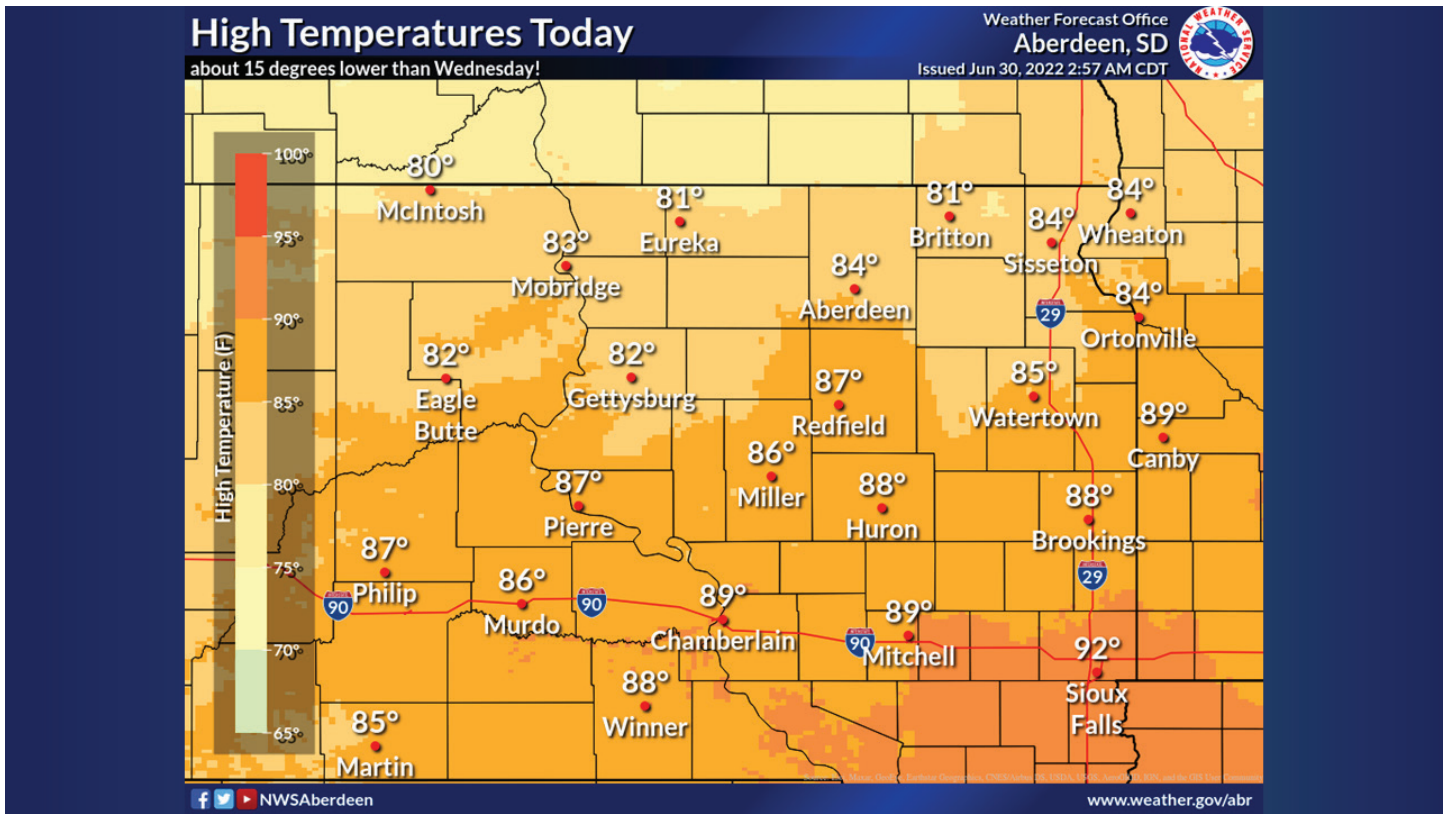 High Temperatures Today
about 15 degrees lower than Wednesday!
Weather Forecast Office
Aberdeen, SD
Issued Jun 30, 2022 2:57 AM CDT
NATIONAL WEATHER SERVICE
High Temperature (F)
100°
95°
90°
85°
80°
75°
70°
65°
80°
McIntosh
81°
Eureka
81°
Britton
84°
Sisseton
84°
Wheaton
83°
Mobridge
84°
Aberdeen
84°
Ortonville
29
82°
Eagle
Butte
82°
Gettysburg
87°
Redfield
85°
Watertown
89°
Canby
86°
Miller
87°
Pierre
88°
Huron
88°
Brookings
29
87°
Philip
90
86°
Murdo
90
89°
Chamberlain
90
89°
Mitchell
92°
Sioux
Falls
88°
Winner
85°
Martin
NWSAberdeen
www.weather.gov/abr